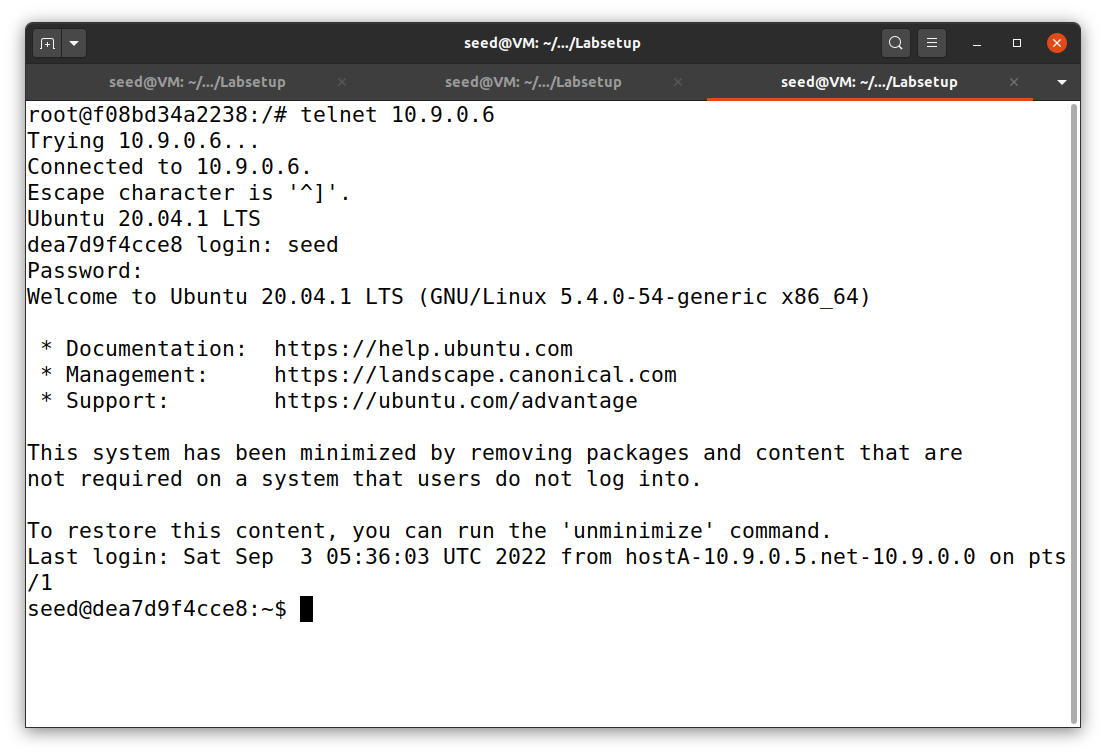 seed@VM: ~/.../Labsetup
seed@VM: ~/.../Labsetup seed@VM: ~/.../Labsetup seed@VM: ~/.../Labsetup
root@f08bd34a2238:/# telnet 10.9.0.6
Trying 10.9.0.6...
Connected to 10.9.0.6.
Escape character is '^]'.
Ubuntu 20.04.1 LTS
dea7d9f4cce8 login: seed
Password:
Welcome to Ubuntu 20.04.1 LTS (GNU/Linux 5.4.0-54-generic x86_64)

 * Documentation:  https://help.ubuntu.com
 * Management:     https://landscape.canonical.com
 * Support:        https://ubuntu.com/advantage

This system has been minimized by removing packages and content that are
not required on a system that users do not log into.

To restore this content, you can run the 'unminimize' command.
Last login: Sat Sep  3 05:36:03 UTC 2022 from hostA-10.9.0.5.net-10.9.0.0 on pts
/1
seed@dea7d9f4cce8:~$